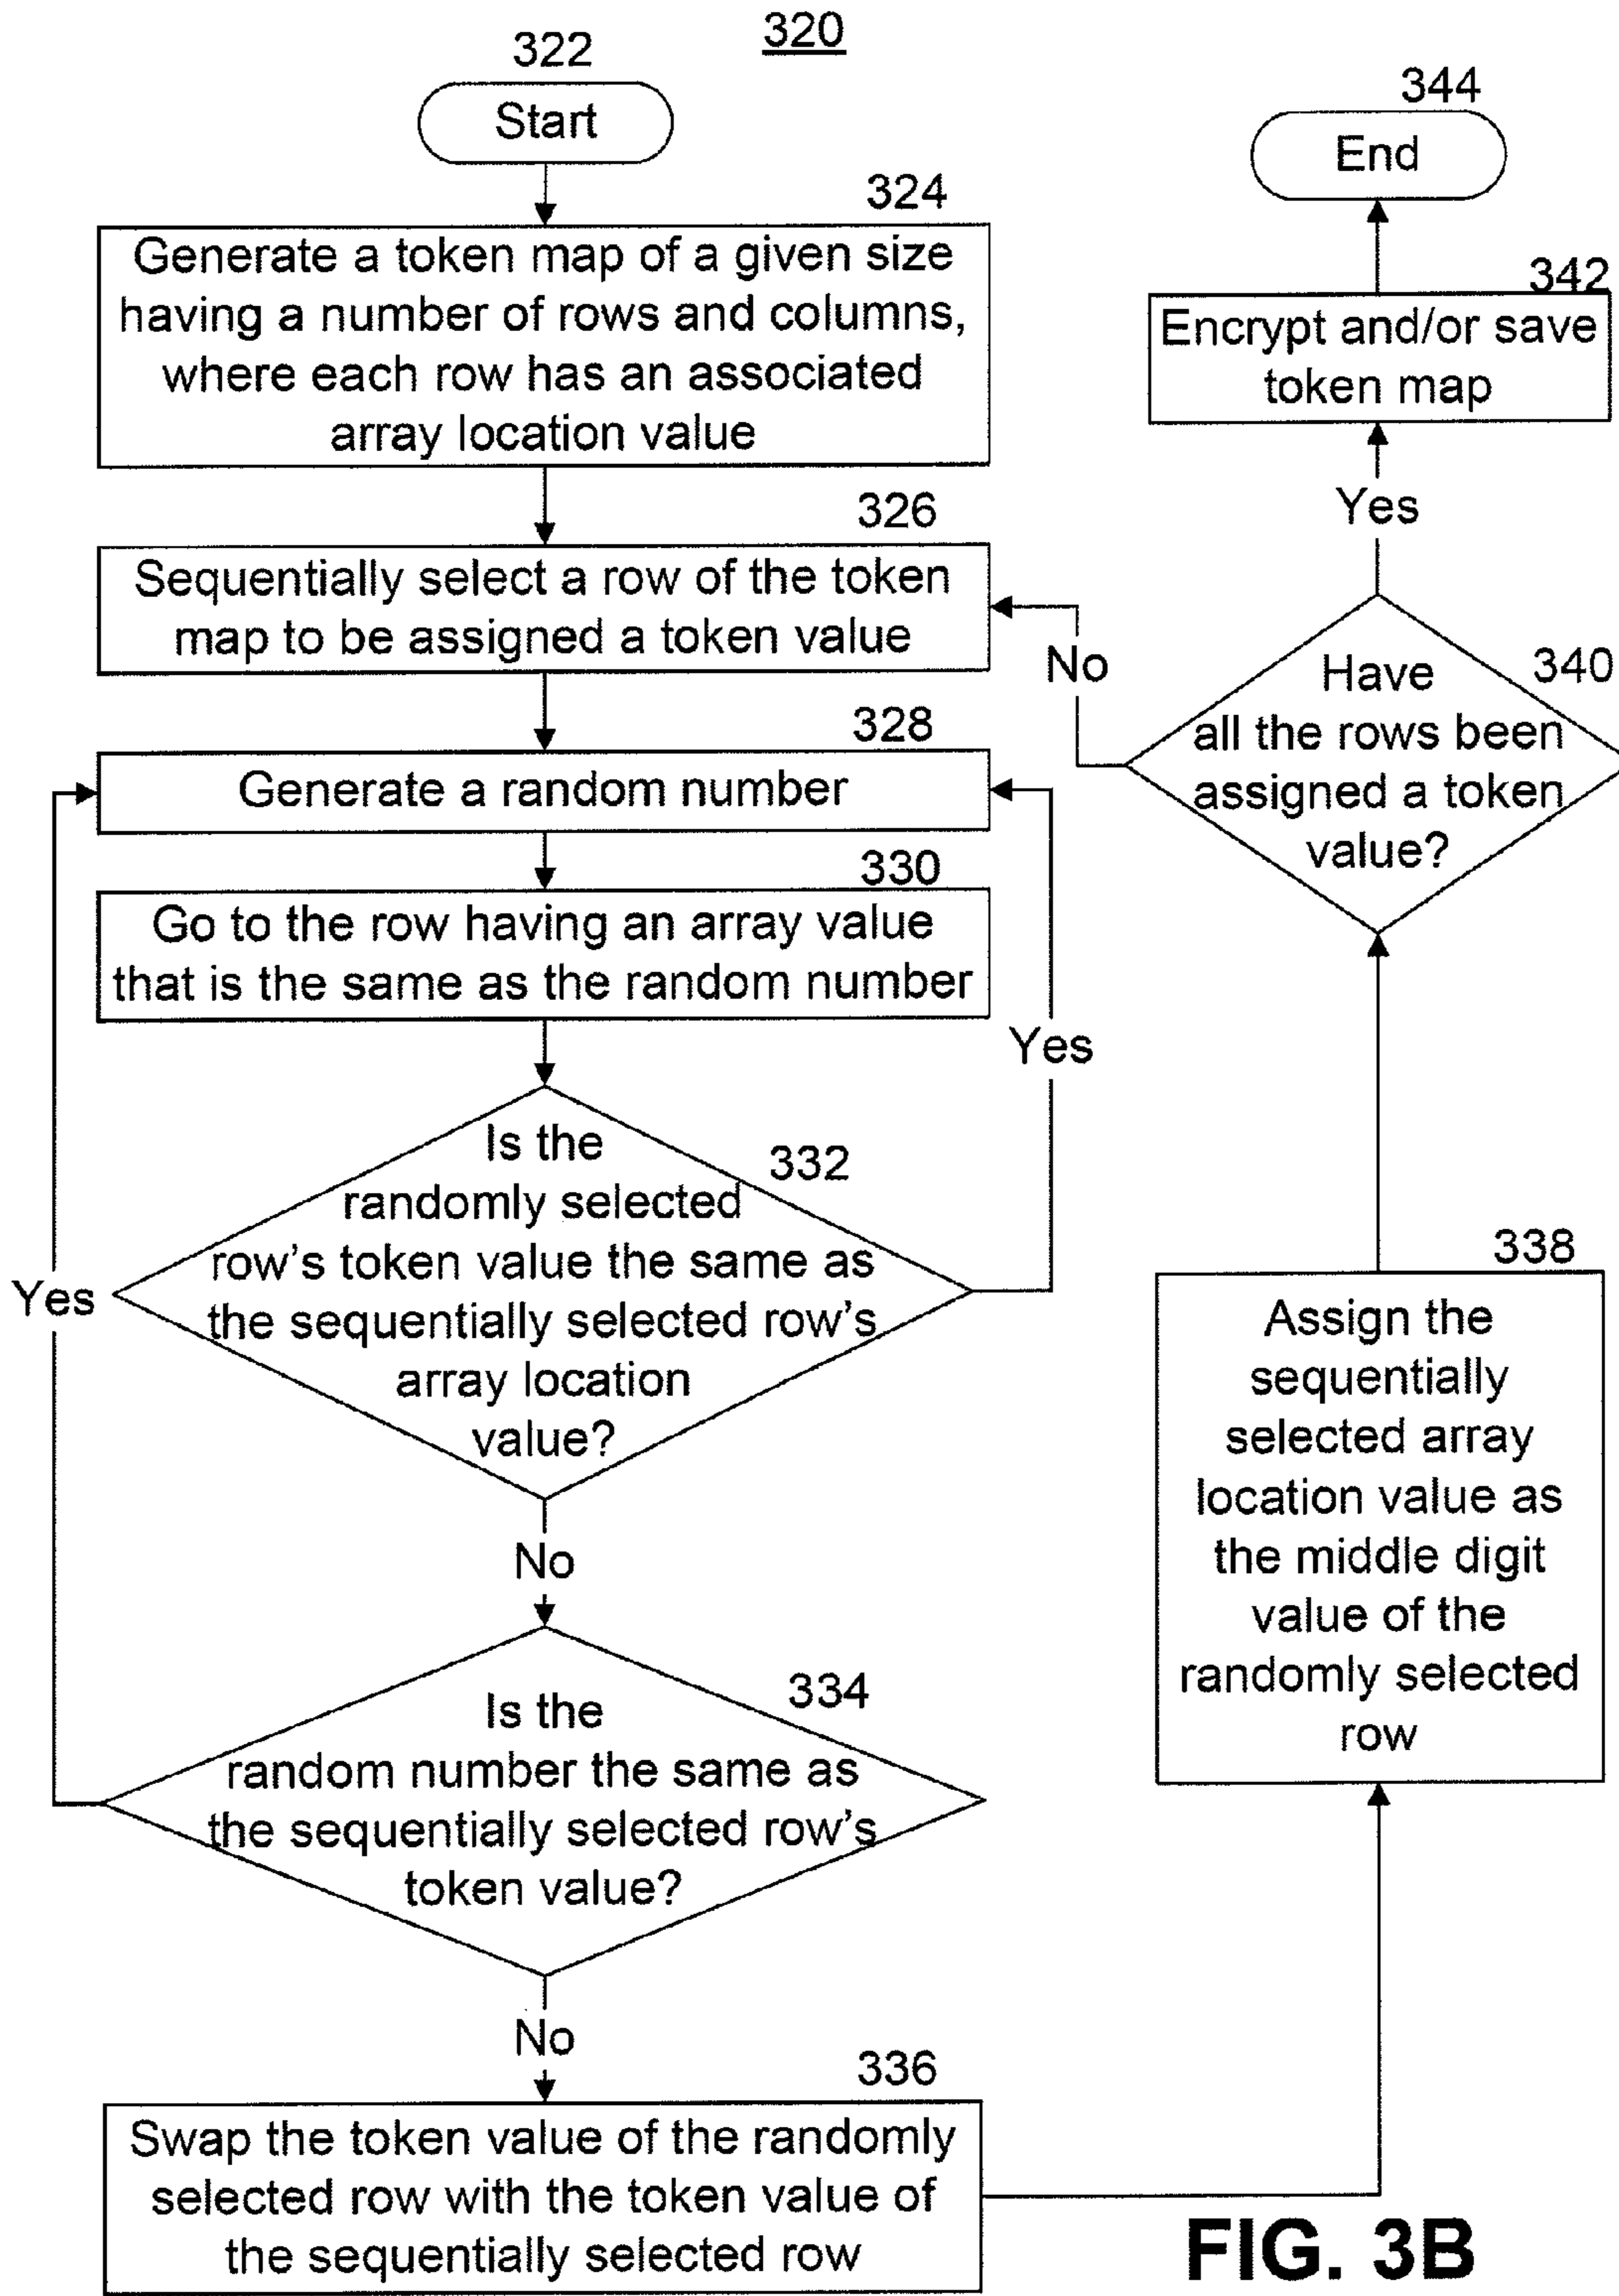 320
322
Start
324
Generate a token map of a given size
having a number of rows and columns,
where each row has an associated
array location value
326
Sequentially select a row of the token
map to be assigned a token value
328
Generate a random number
330
Go to the row having an array value
that is the same as the random number
332
Is the
randomly selected
row's token value the same as
the sequentially selected row's
array location
value?
Yes
Yes
No
334
Is the
random number the same as
the sequentially selected row's
token value?
No
336
Swap the token value of the randomly
selected row with the token value of
the sequentially selected row
338
Assign the
sequentially
selected array
location value as
the middle digit
value of the
randomly selected
row
340
Have
all the rows been
assigned a token
value?
No
Yes
342
Encrypt and/or save
token map
344
End
FIG. 3B